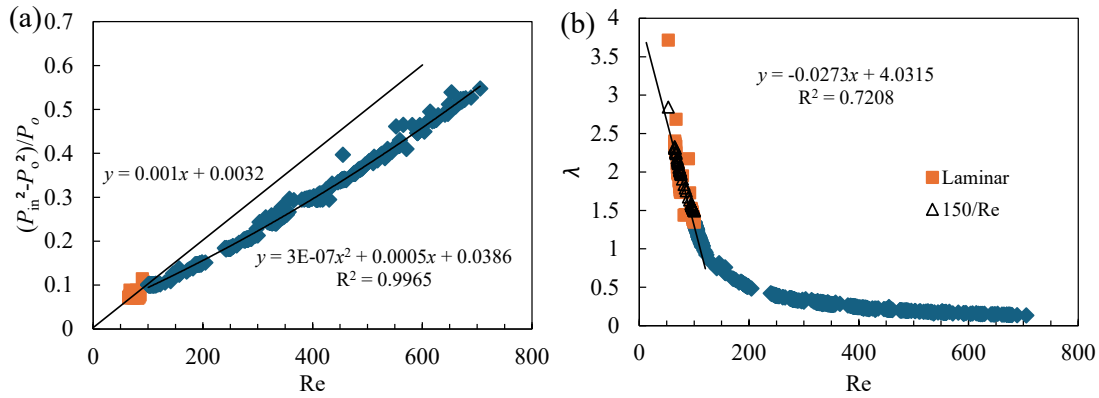 (a)
0.7
0.6
0.5
0.4
0.3
0.2
0.1
0
(Pin²-Po²)/Po
y = 0.001x + 0.0032
y = 3E-07x² + 0.0005x + 0.0386
R² = 0.9965
0 200 400 600 800
Re
(b)
4
3.5
3
2.5
2
1.5
1
0.5
0
λ
y = -0.0273x + 4.0315
R² = 0.7208
Laminar
150/Re
0 200 400 600 800
Re